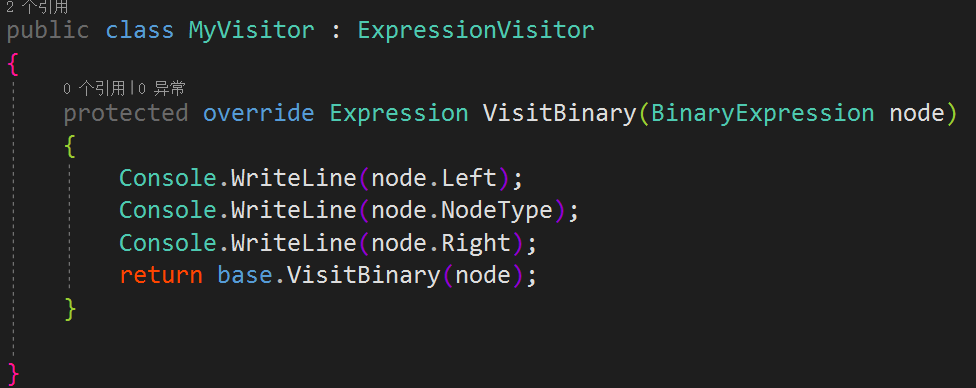 2 个引用
public class MyVisitor : ExpressionVisitor
{
0 个引用|0 异常
protected override Expression VisitBinary(BinaryExpression node)
{
Console.WriteLine(node.Left);
Console.WriteLine(node.NodeType);
Console.WriteLine(node.Right);
return base.VisitBinary(node);
}
}